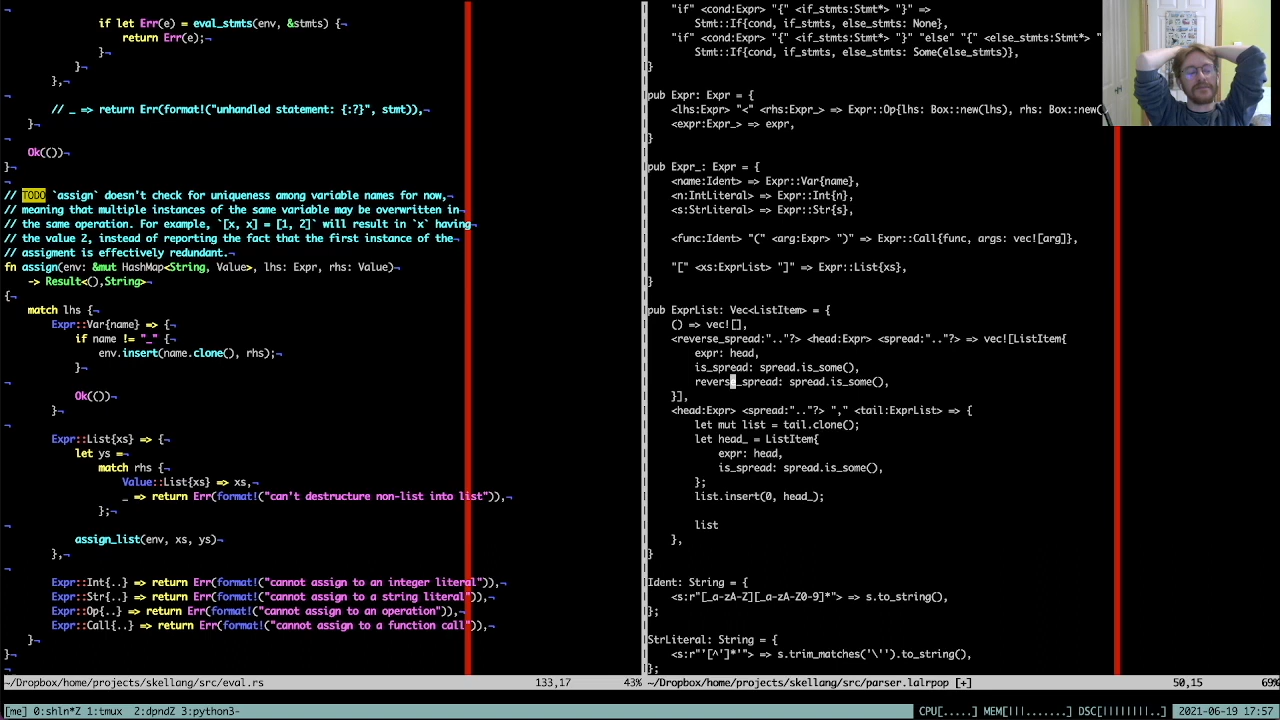 if let Err(e) = eval_stmts(env, &stmts) {¬
return Err(e);¬
}¬
}¬
},¬
¬
// _ => return Err(format!("unhandled statement: {:?}", stmt)),¬
}¬
¬
Ok(())¬
}¬
¬
// TODO `assign` doesn't check for uniqueness among variable names for now,¬
// meaning that multiple instances of the same variable may be overwritten in¬
// the same operation. For example, `[x, x] = [1, 2]` will result in `x` having¬
// the value 2, instead of reporting the fact that the first instance of the¬
// assigment is effectively redundant.¬
fn assign(env: &mut HashMap<String, Value>, lhs: Expr, rhs: Value)¬
-> Result<(),String>¬
{¬
match lhs {¬
Expr::Var{name} => {¬
if name != "_" {¬
env.insert(name.clone(), rhs);¬
}¬
¬
Ok(())¬
}¬
¬
Expr::List{xs} => {¬
let ys =¬
match rhs {¬
Value::List{xs} => xs,¬
_ => return Err(format!("can't destructure non-list into list")),¬
};¬
¬
assign_list(env, xs, ys)¬
},¬
¬
Expr::Int{..} => return Err(format!("cannot assign to an integer literal")),¬
Expr::Str{..} => return Err(format!("cannot assign to a string literal")),¬
Expr::Op{..} => return Err(format!("cannot assign to an operation")),¬
Expr::Call{..} => return Err(format!("cannot assign to a function call")),¬
}¬
}¬
¬
~/Dropbox/home/projects/skellang/src/eval.rs 133,17 43%
"if" <cond:Expr> "{" <if_stmts:Stmt*> "}" =>
Stmt::If{cond, if_stmts, else_stmts: None},
"if" <cond:Expr> "{" <if_stmts:Stmt*> "}" "else" "{" <else_stmts:Stmt*> "
Stmt::If{cond, if_stmts, else_stmts: Some(else_stmts)},
}
pub Expr: Expr = {
<lhs:Expr> "<" <rhs:Expr_> => Expr::Op{lhs: Box::new(lhs), rhs: Box::new(
<expr:Expr_> => expr,
}
pub Expr_: Expr = {
<name:Ident> => Expr::Var{name},
<n:IntLiteral> => Expr::Int{n},
<s:StrLiteral> => Expr::Str{s},
<func:Ident> "(" <arg:Expr> ")" => Expr::Call{func, args: vec![arg]},
"[" <xs:ExprList> "]" => Expr::List{xs},
}
pub ExprList: Vec<ListItem> = {
() => vec![],
<reverse_spread:".."?> <head:Expr> <spread:".."?> => vec![ListItem{
expr: head,
is_spread: spread.is_some(),
reverse_spread: spread.is_some(),
}],
<head:Expr> <spread:".."?> "," <tail:ExprList> => {
let mut list = tail.clone();
let head_ = ListItem{
expr: head,
is_spread: spread.is_some(),
};
list.insert(0, head_);
list
},
}
Ident: String = {
<s:r"[_a-zA-Z][_a-zA-Z0-9]*"> => s.to_string(),
};
StrLiteral: String = {
<s:r"'[^']*'"> => s.trim_matches('\'').to_string(),
};
~/Dropbox/home/projects/skellang/src/parser.lalrpop [+] 50,15 69%
[me] 0:shln*Z 1:tmux 2:dpndZ 3:python3- CPU[.....] MEM[|||.......] DSC[||||||||..] 2021-06-19 17:57